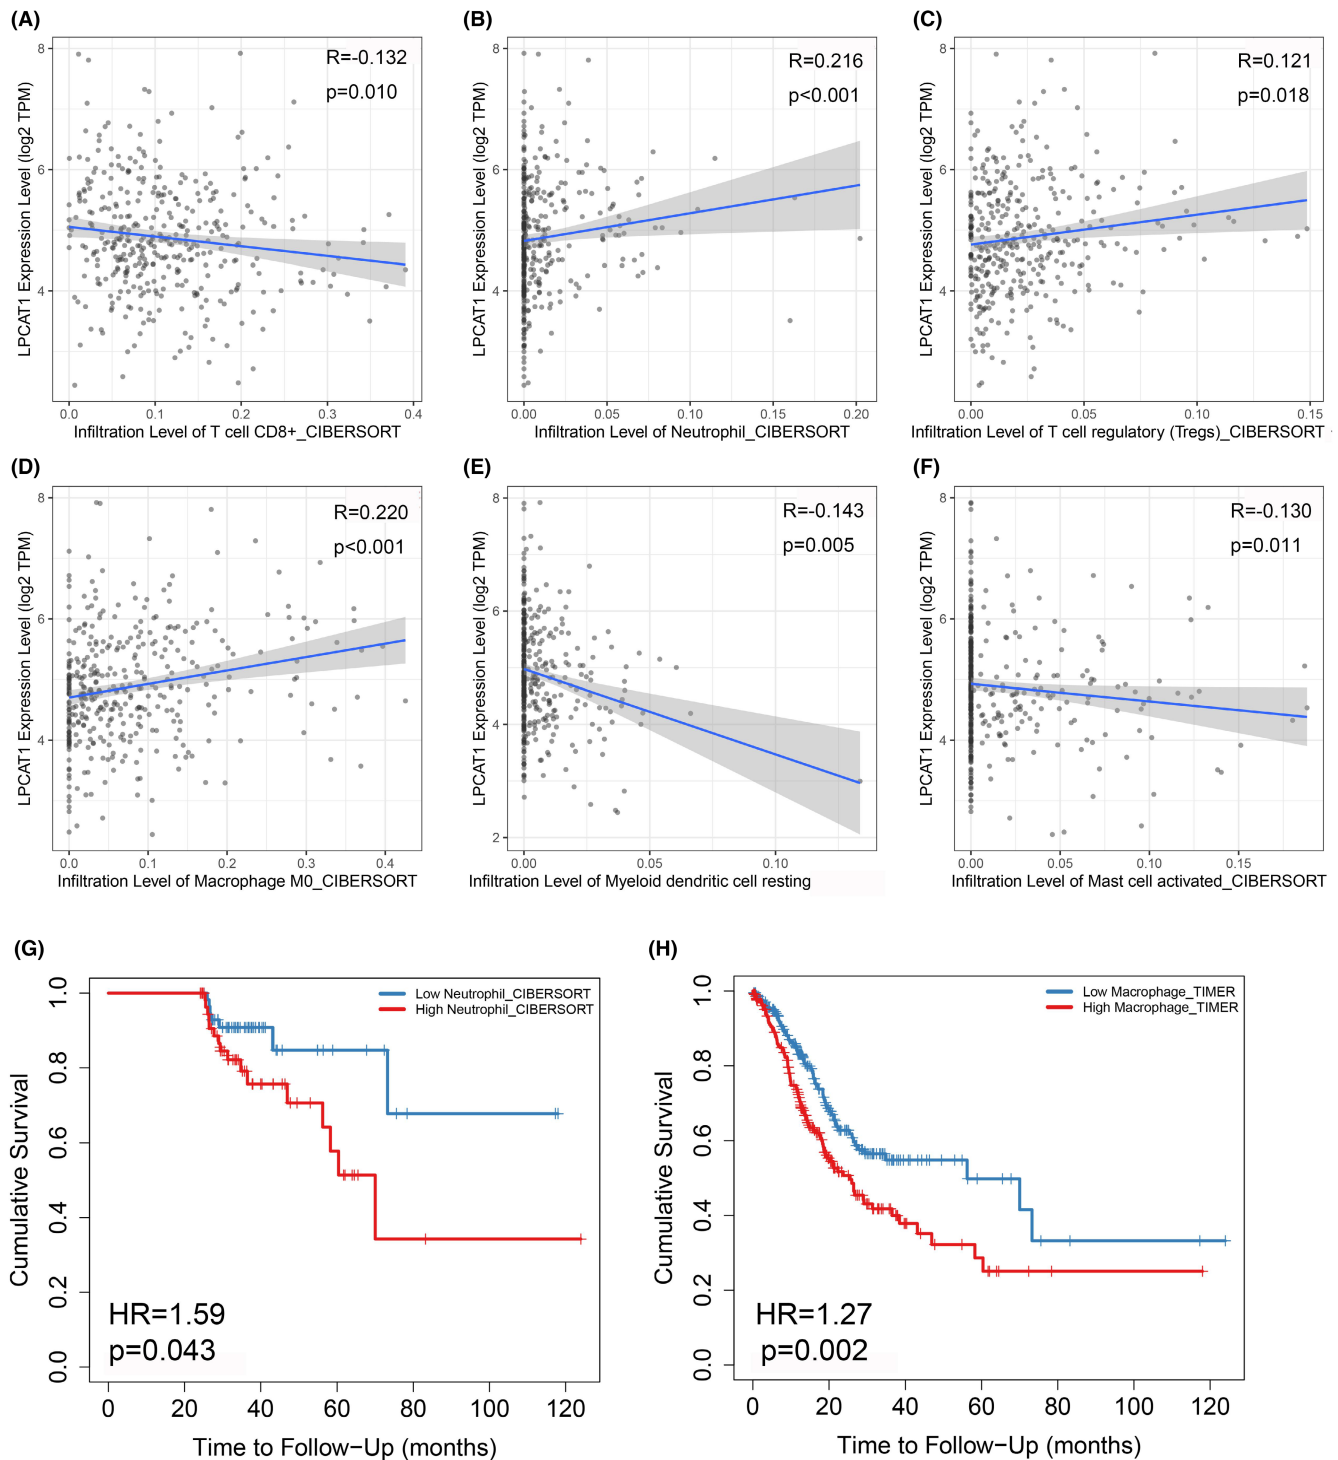 (A)
R=-0.132
p=0.010
LPCAT1 Expression Level (log2 TPM)
8
6
4
0.0 0.1 0.2 0.3 0.4
Infiltration Level of T cell CD8+_CIBERSORT
(B)
R=0.216
p<0.001
LPCAT1 Expression Level (log2 TPM)
8
6
4
0.00 0.05 0.10 0.15 0.20
Infiltration Level of Neutrophil_CIBERSORT
(C)
R=0.121
p=0.018
LPCAT1 Expression Level (log2 TPM)
8
6
4
0.00 0.05 0.10 0.15
Infiltration Level of T cell regulatory (Tregs)_CIBERSORT
(D)
R=0.220
p<0.001
LPCAT1 Expression Level (log2 TPM)
8
6
4
0.0 0.1 0.2 0.3 0.4
Infiltration Level of Macrophage M0_CIBERSORT
(E)
R=-0.143
p=0.005
LPCAT1 Expression Level (log2 TPM)
8
6
4
2
0.00 0.05 0.10
Infiltration Level of Myeloid dendritic cell resting
(F)
R=-0.130
p=0.011
LPCAT1 Expression Level (log2 TPM)
8
6
4
0.00 0.05 0.10 0.15
Infiltration Level of Mast cell activated_CIBERSORT
(G)
Low Neutrophil_CIBERSORT
High Neutrophil_CIBERSORT
Cumulative Survival
1.0
0.8
0.6
0.4
0.2
0.0
HR=1.59
p=0.043
0 20 40 60 80 100 120
Time to Follow−Up (months)
(H)
Low Macrophage_TIMER
High Macrophage_TIMER
Cumulative Survival
1.0
0.8
0.6
0.4
0.2
0.0
HR=1.27
p=0.002
0 20 40 60 80 100 120
Time to Follow−Up (months)